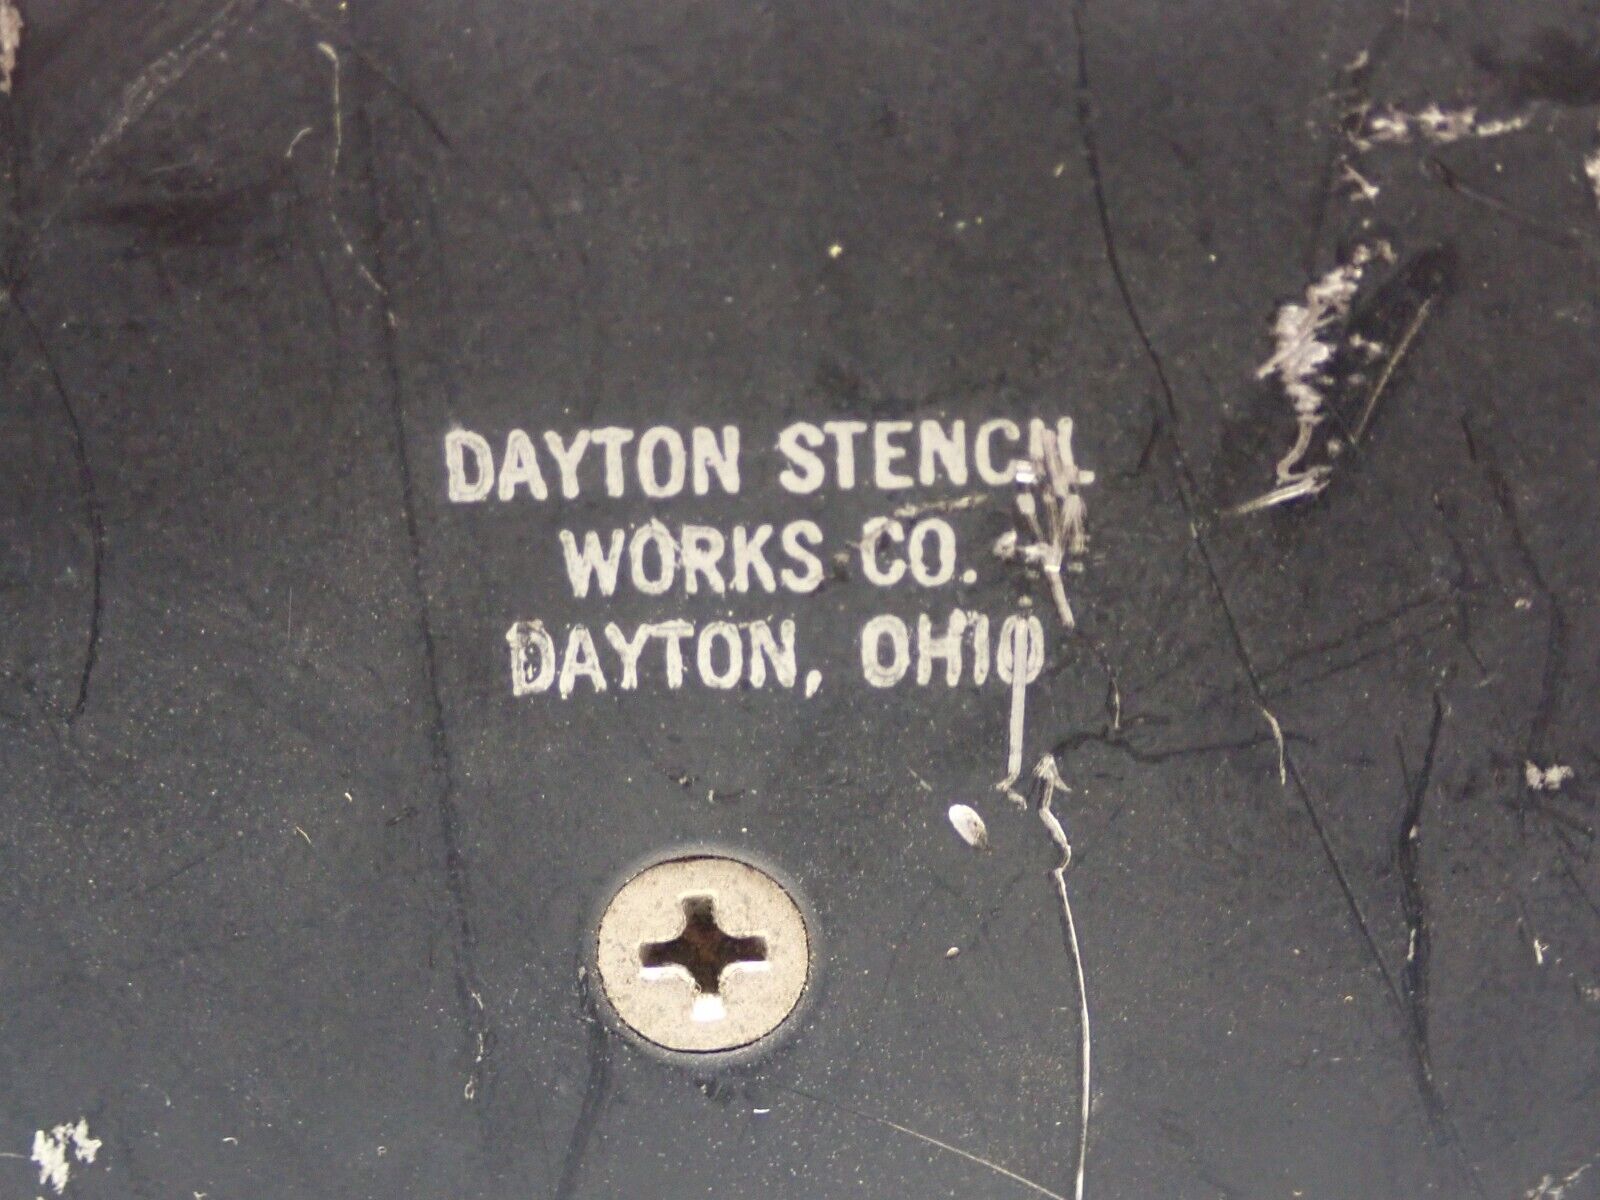 DAYTON STENCIL
WORKS CO.
DAYTON, OHIO